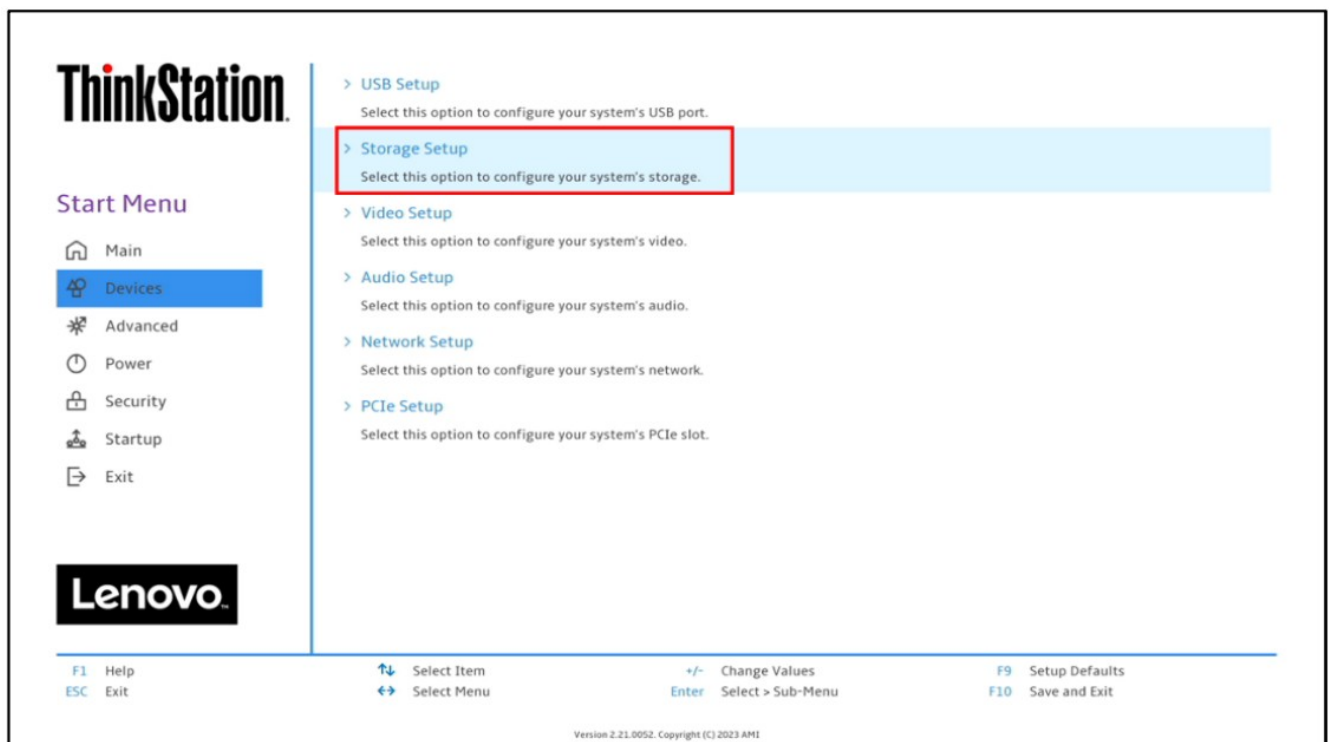 ThinkStation
Start Menu
Main
Devices
Advanced
Power
Security
Startup
Exit
Lenovo™
> USB Setup
Select this option to configure your system's USB port.
> Storage Setup
Select this option to configure your system's storage.
> Video Setup
Select this option to configure your system's video.
> Audio Setup
Select this option to configure your system's audio.
> Network Setup
Select this option to configure your system's network.
> PCIe Setup
Select this option to configure your system's PCIe slot.
F1 Help ↑↓ Select Item +/- Change Values F9 Setup Defaults
ESC Exit ←→ Select Menu Enter Select > Sub-Menu F10 Save and Exit
Version 2.21.0052. Copyright (C) 2023 AMI